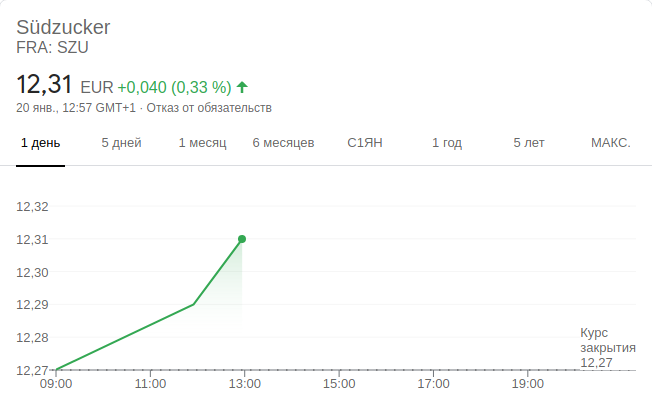 Südzucker
FRA: SZU
12,31 EUR +0,040 (0,33 %)
20 янв., 12:57 GMT+1 · Отказ от обязательств
1 день 5 дней 1 месяц 6 месяцев С1ЯН 1 год 5 лет МАКС.
12,32
12,31
12,30
12,29
12,28
12,27
Курс
закрытия
12,27
09:00 11:00 13:00 15:00 17:00 19:00